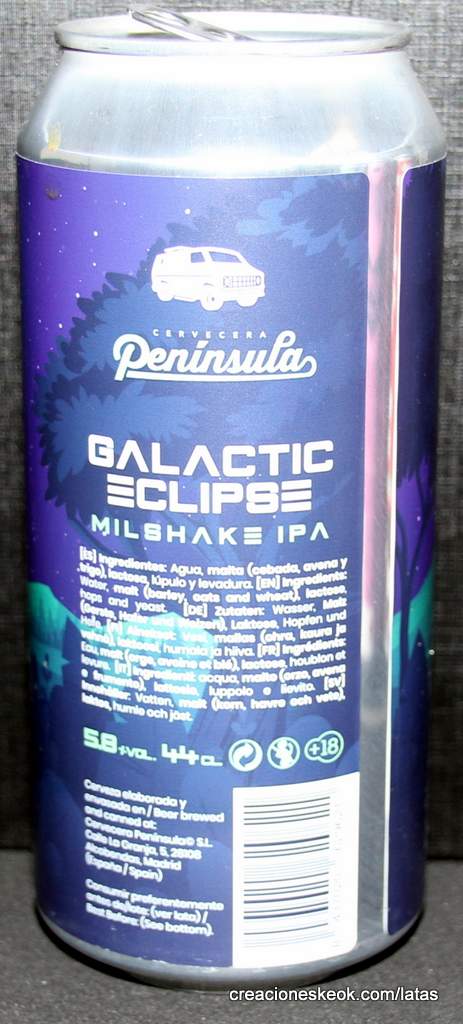 CERVECERA
Península
GALACTIC
ECLIPSE
MILSHAKE IPA
[ES] Ingredientes: Agua, malta (cebada, avena y
trigo), lactosa, lúpulo y levadura. [EN] Ingredients:
Water, malt (barley, oats and wheat), lactose,
hops and yeast. [DE] Zutaten: Wasser, Malz
(Gerste, Hafer und Weizen), Laktose, Hopfen und
Hefe. Ainekset: Vesi, mallas (ohra, kaura ja
vehnä), laktoosi, humala ja hiiva. [FR] Ingrédients:
Eau, malt (orge, avoine et blé), lactose, houblon et
levure. [IT] Ingredienti: acqua, malto (orzo, avena
e frumento), lattosio, luppolo e lievito. [SV]
Innehåller: Vatten, malt (korn, havre och vete),
laktos, humle och jäst.
5.8 %VOL. 44 CL +18
Cerveza elaborada y
envasada en / Beer brewed
and canned at:
Cervecera Península© S.L.
Calle La Granja, 5, 28108
Alcobendas, Madrid
(España / Spain)
Consumir preferentemente
antes de/lote: (ver lata) /
Best Before: (See bottom).
creacioneskeok.com/latas